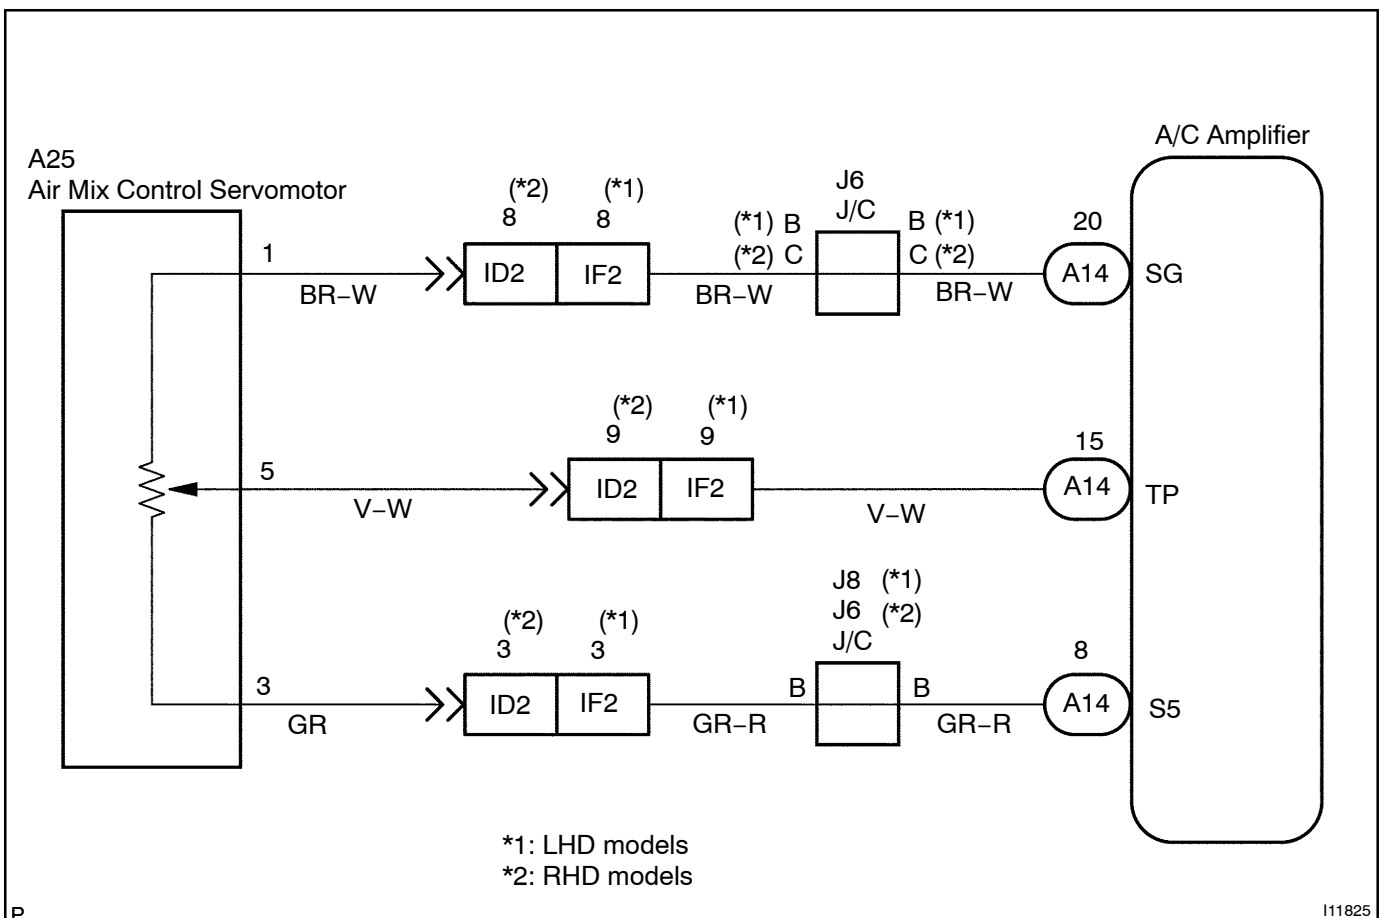 A/C Amplifier
A25
Air Mix Control Servomotor
(*2) (*1)
8 8
J6
J/C
1
BR–W
ID2 IF2
(*1) B
(*2) C
BR–W
B (*1)
C (*2)
BR–W
20
A14
SG
(*2) (*1)
9 9
5
V–W
ID2 IF2
V–W
15
A14
TP
(*2) (*1)
3 3
J8 (*1)
J6 (*2)
J/C
3
GR
ID2 IF2
B
GR–R
B
GR–R
8
A14
S5
*1: LHD models
*2: RHD models
P
I11825